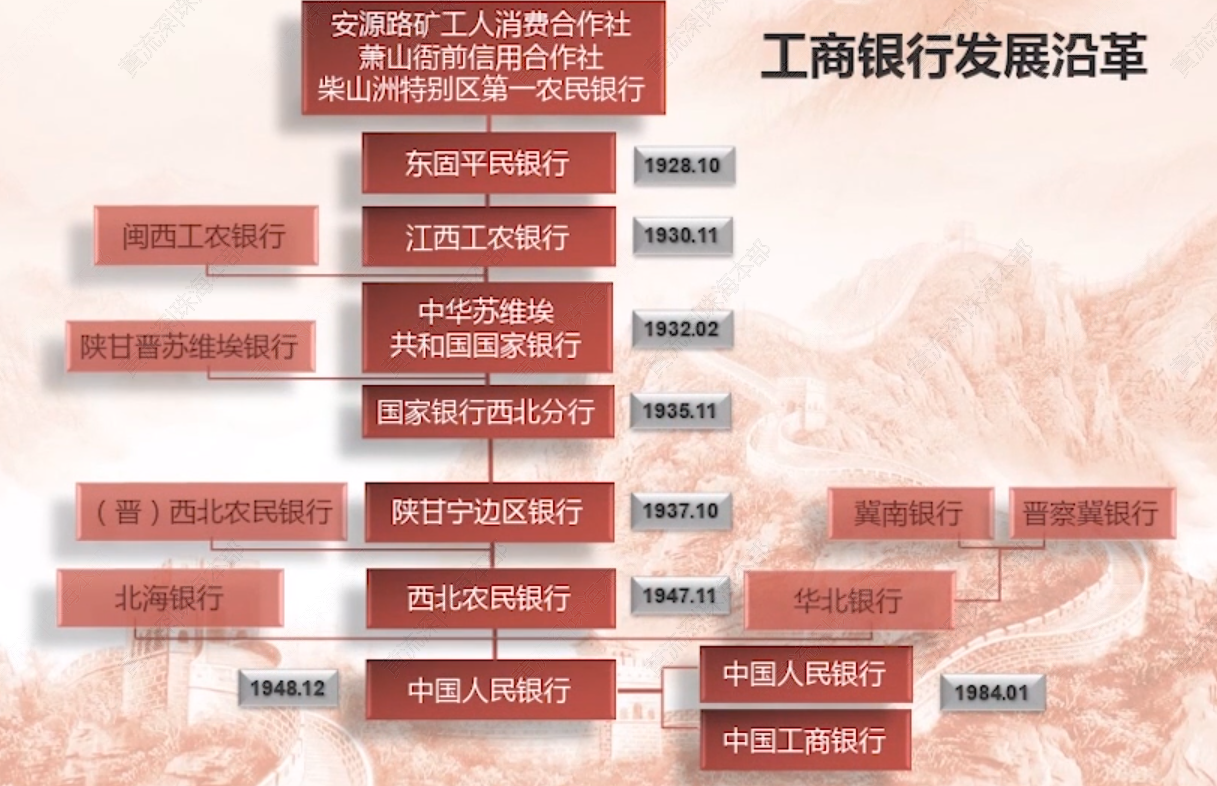 工商银行发展沿革
安源路矿工人消费合作社
萧山衙前信用合作社
柴山洲特别区第一农民银行
东固平民银行
1928.10
闽西工农银行
江西工农银行
1930.11
中华苏维埃
共和国国家银行
1932.02
陕甘晋苏维埃银行
国家银行西北分行
1935.11
（晋）西北农民银行
陕甘宁边区银行
1937.10
冀南银行
晋察冀银行
北海银行
西北农民银行
1947.11
华北银行
1948.12
中国人民银行
中国人民银行
1984.01
中国工商银行